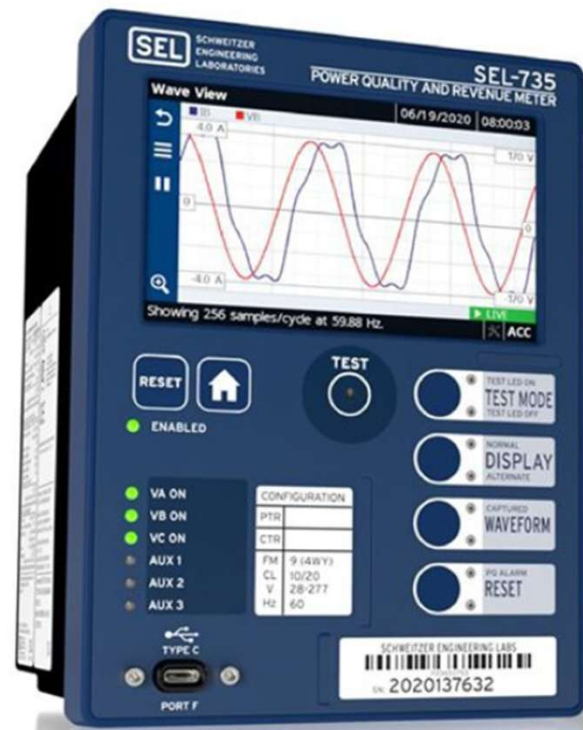 SEL
SCHWEITZER
ENGINEERING
LABORATORIES
SEL-735
POWER QUALITY AND REVENUE METER
Wave View
06/19/2020 08:00:03
IB VB
4.0 A
170 V
0
0
-4.0 A
-170 V
LIVE
Showing 256 samples/cycle at 59.88 Hz.
ACC
RESET
TEST
ENABLED
TEST LED ON
TEST MODE
TEST LED OFF
NORMAL
DISPLAY
ALTERNATE
CAPTURED
WAVEFORM
PQ ALARM
RESET
VA ON
VB ON
VC ON
AUX 1
AUX 2
AUX 3
CONFIGURATION
PTR
CTR
FM 9 (4WY)
CL 10/20
V 28-277
Hz 60
TYPE C
PORT F
SCHWEITZER ENGINEERING LABS
SN: 2020137632